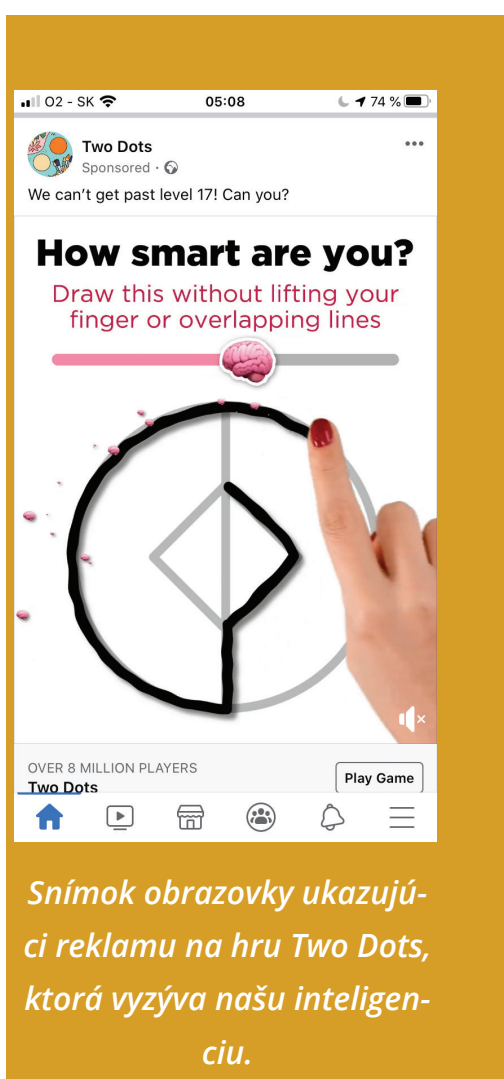 O2 - SK 05:08 74 %
Two Dots
Sponsored ·
We can't get past level 17! Can you?
How smart are you?
Draw this without lifting your
finger or overlapping lines
OVER 8 MILLION PLAYERS
Two Dots
Play Game
Snímok obrazovky ukazujú-
ci reklamu na hru Two Dots,
ktorá vyzýva našu inteligen-
ciu.